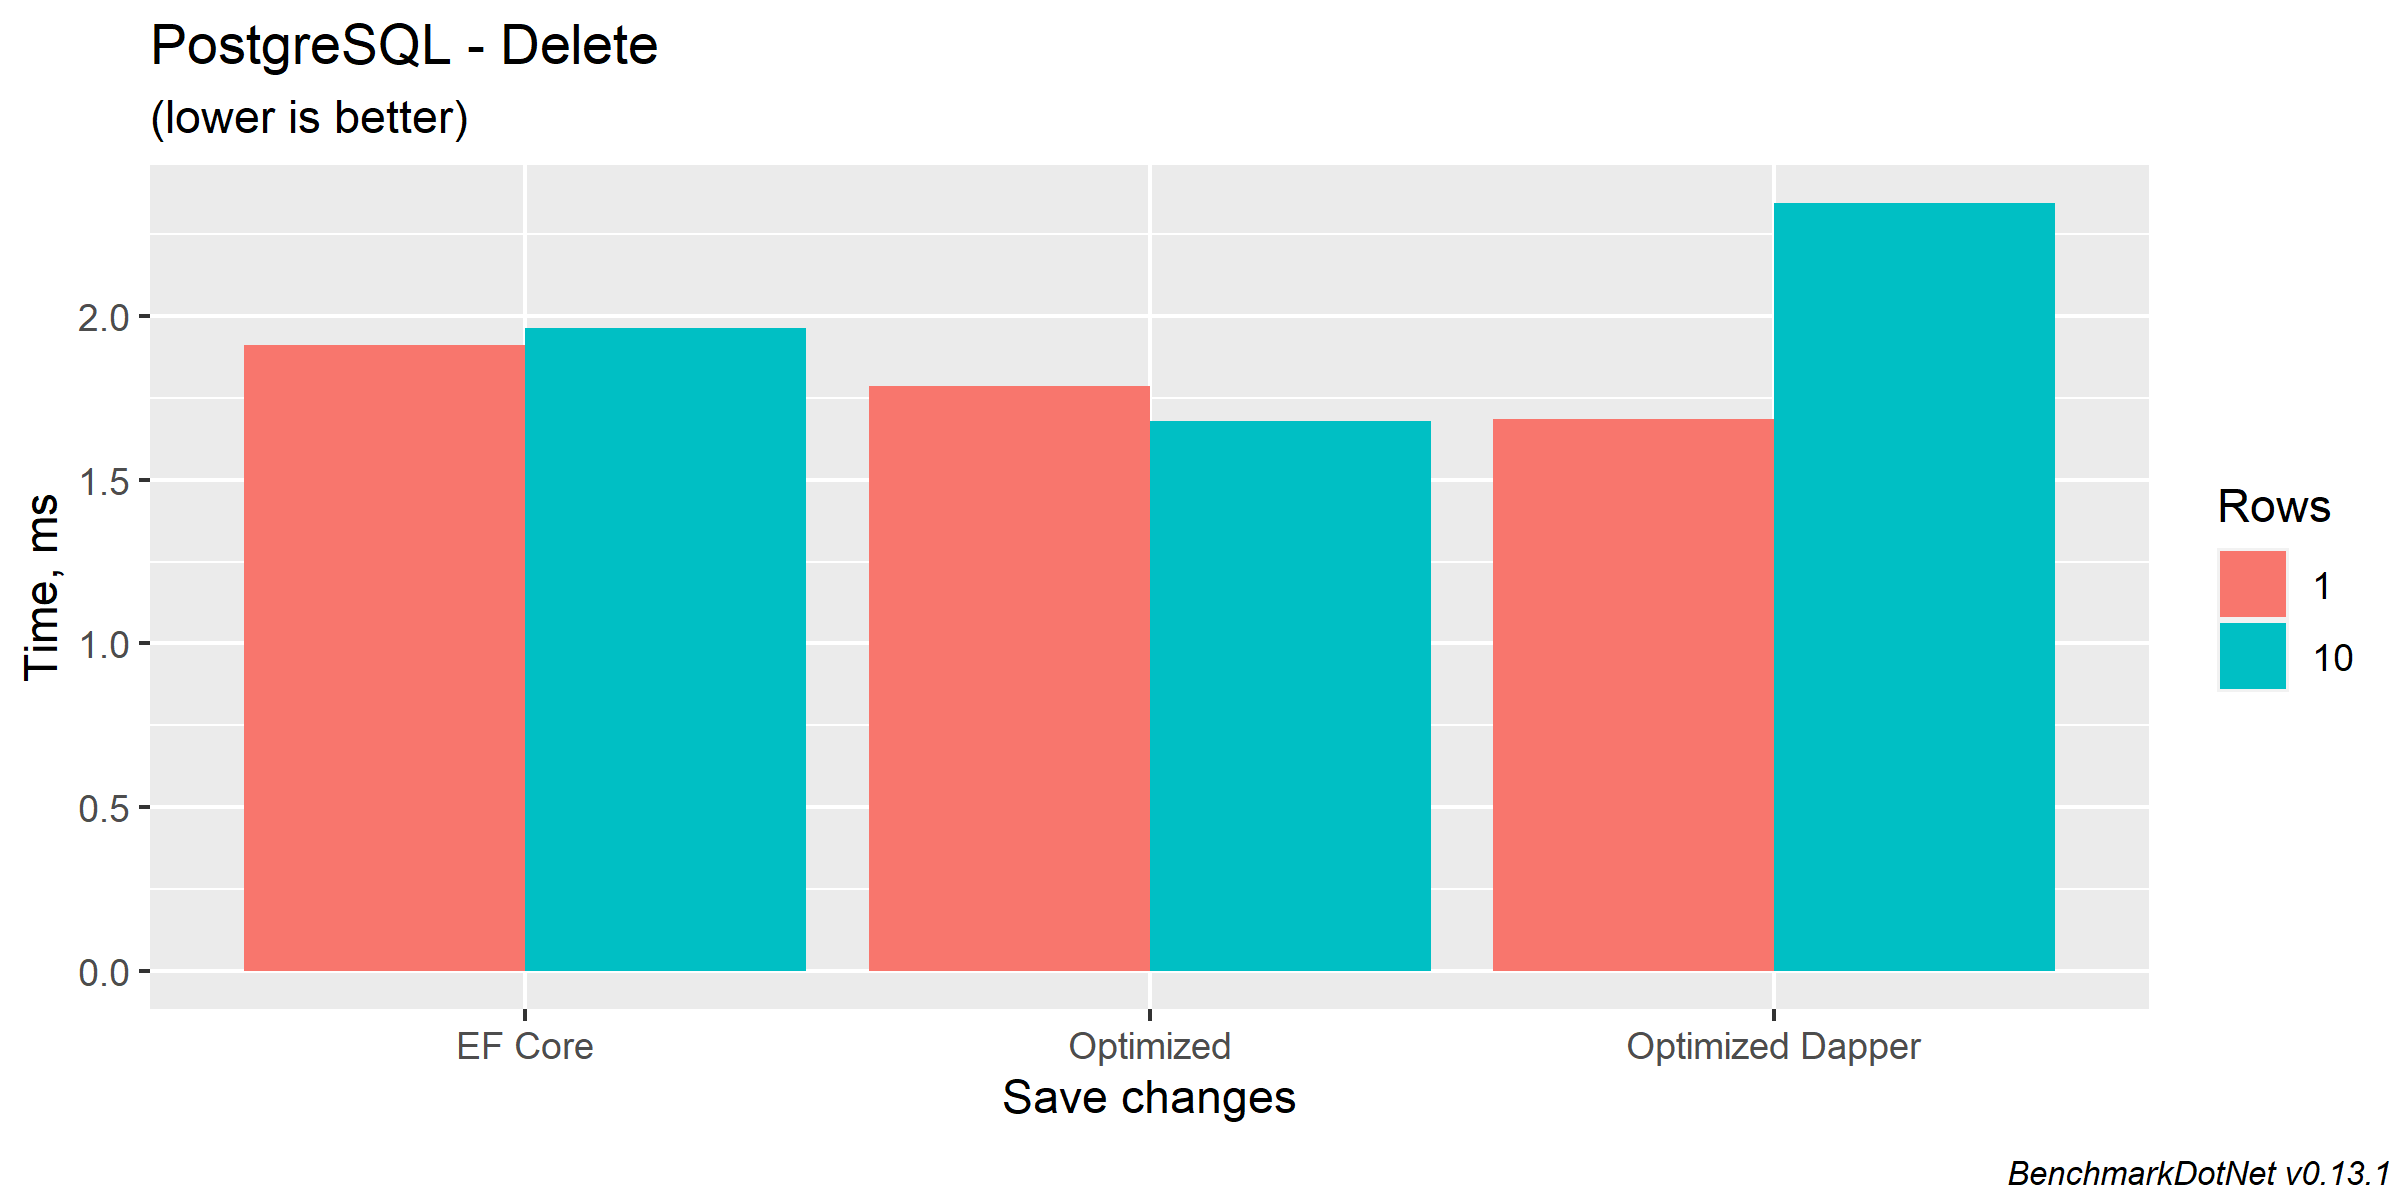 PostgreSQL - Delete
(lower is better)
Time, ms
2.0
1.5
1.0
0.5
0.0
EF Core
Optimized
Optimized Dapper
Save changes
Rows
1
10
BenchmarkDotNet v0.13.1